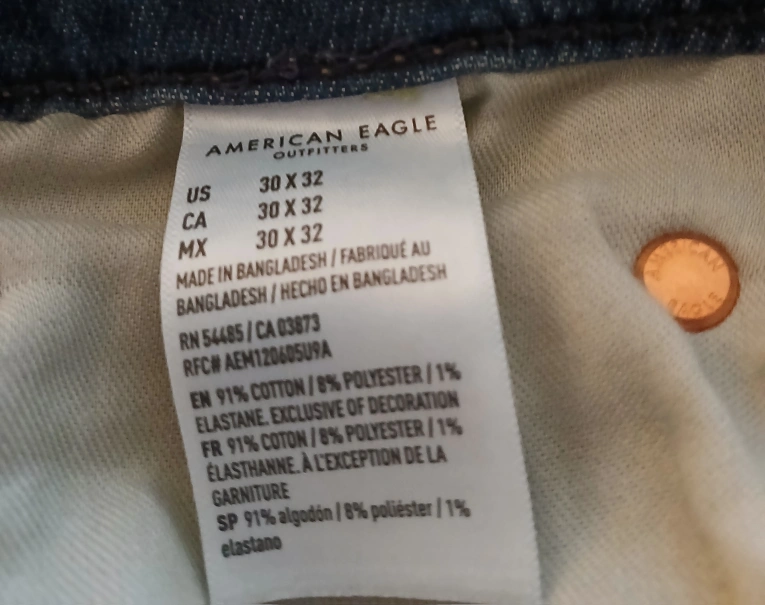 AMERICAN EAGLE
OUTFITTERS
US 30 X 32
CA 30 X 32
MX 30 X 32
MADE IN BANGLADESH / FABRIQUÉ AU
BANGLADESH / HECHO EN BANGLADESH
RN 54485 / CA 03873
RFC# AEM120605U9A
EN 91% COTTON / 8% POLYESTER / 1%
ELASTANE. EXCLUSIVE OF DECORATION
FR 91% COTON / 8% POLYESTER / 1%
ÉLASTHANNE. À L'EXCEPTION DE LA
GARNITURE
SP 91% algodón / 8% poliéster / 1%
elastano
AMERICAN
EAGLE